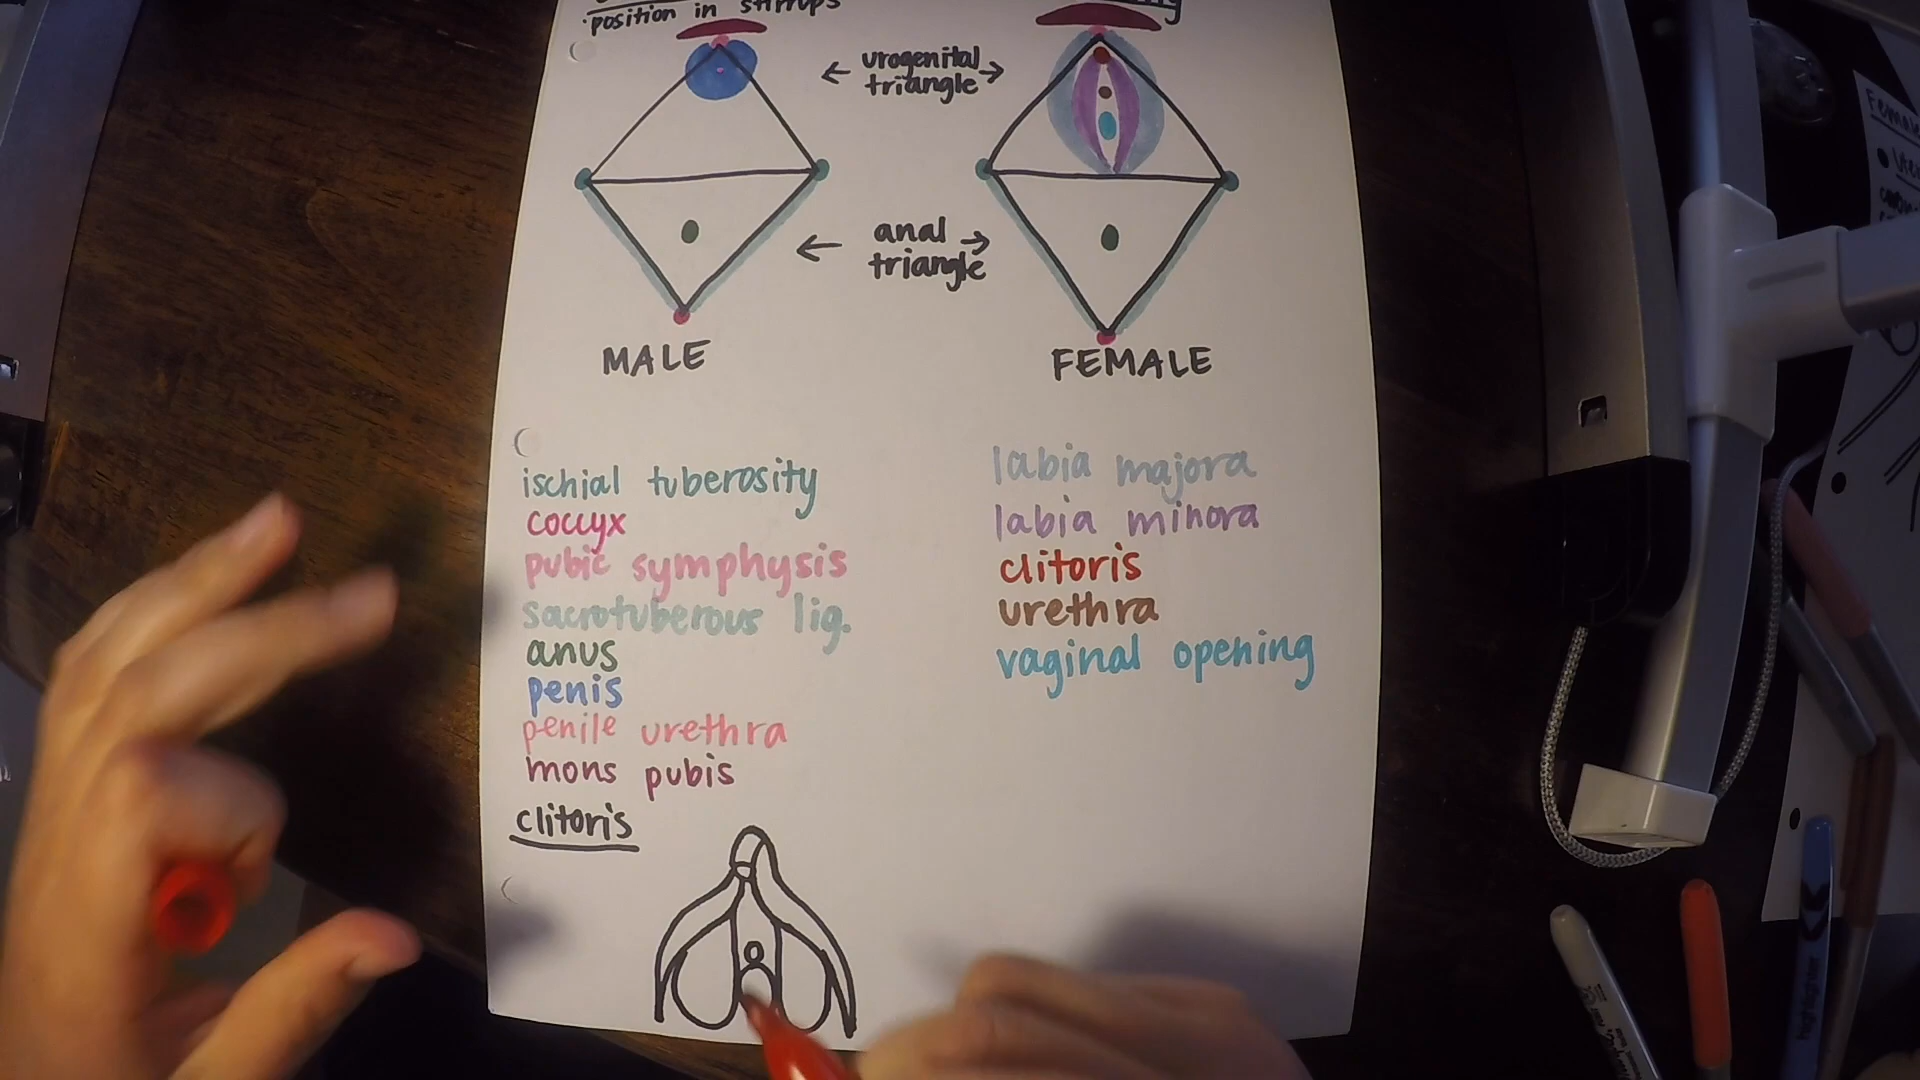 position in stirrups
urogenital
triangle
anal
triangle
MALE
FEMALE
ischial tuberosity
coccyx
pubic symphysis
sacrotuberous lig.
anus
penis
penile urethra
mons pubis
labia majora
labia minora
clitoris
urethra
vaginal opening
clitoris
highlighter